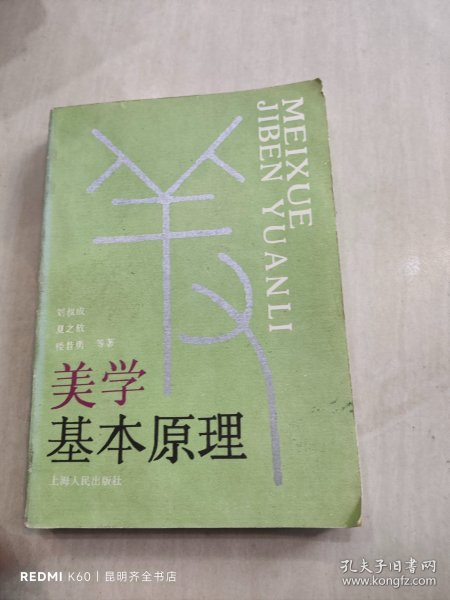 MEIXUE
JIBEN YUANLI
刘叔成
夏之放
楼昔勇 等著
美学
基本原理
上海人民出版社
REDMI K60 | 昆明齐全书店
孔夫子旧书网
www.kongfz.com